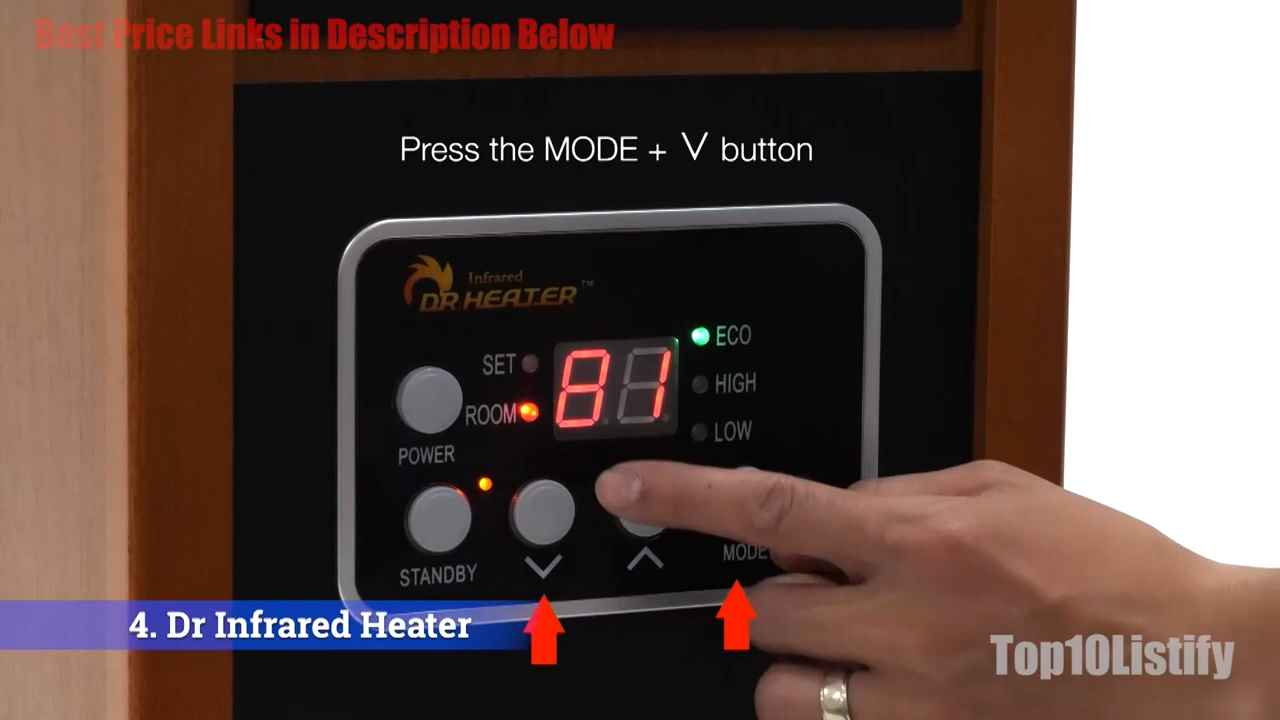 Best Price Links in Description Below
Press the MODE + V button
Infrared
DR. HEATER™
SET
81
ECO
ROOM
HIGH
LOW
POWER
STANDBY
MODE
4. Dr Infrared Heater
Top10Listify